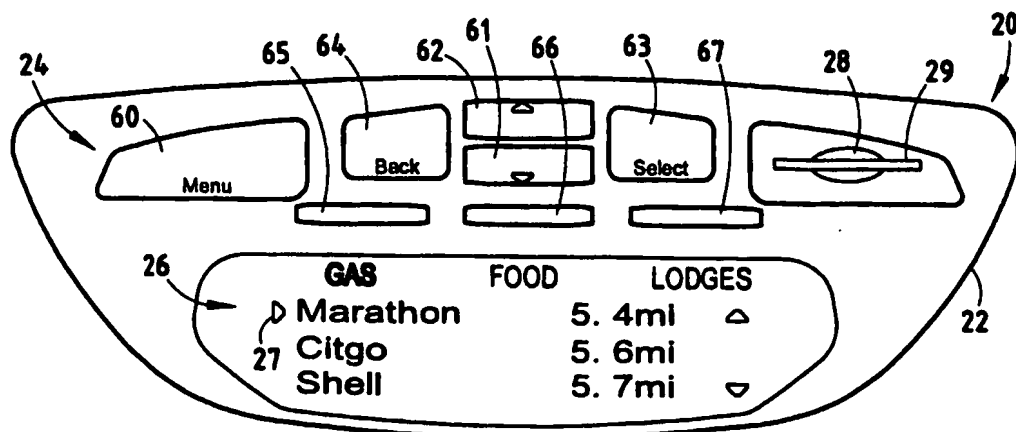 61
64 62 66 63 67 28 20
24 65 29
60
Back Select
Menu
26 GAS FOOD LODGES
Marathon 5. 4mi
27 Citgo 5. 6mi 22
Shell 5. 7mi